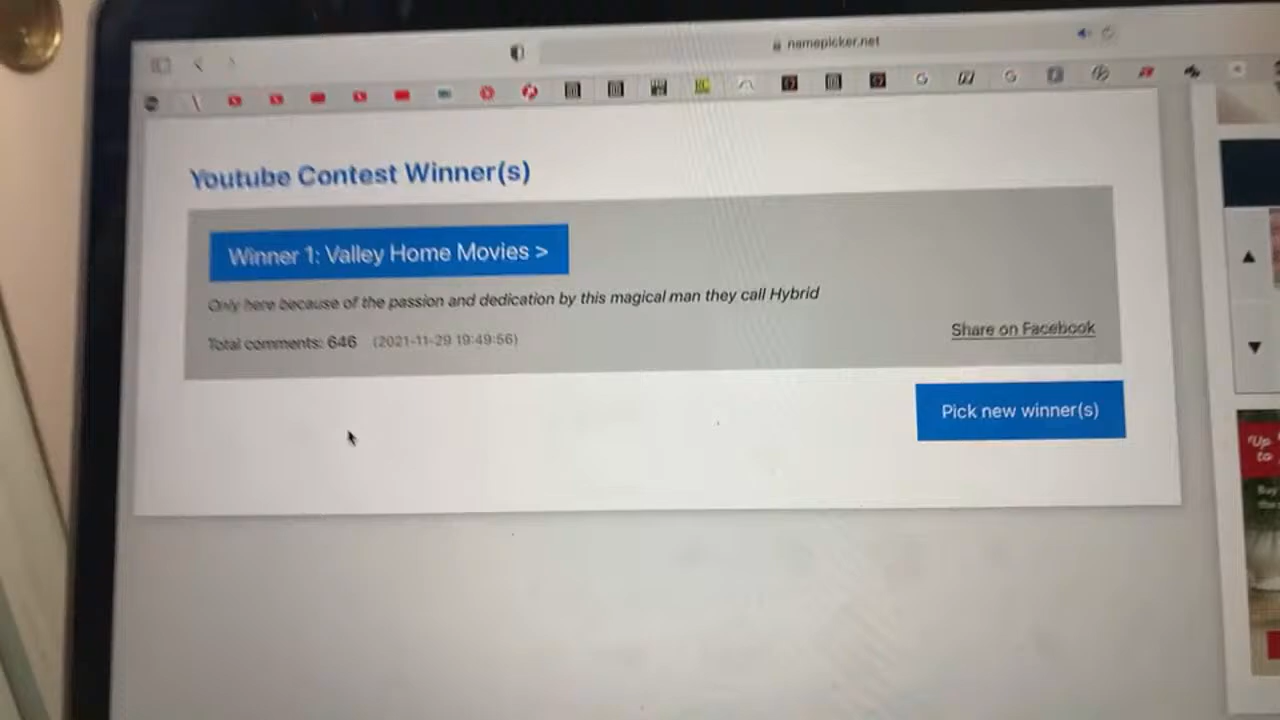 namepicker.net
Youtube Contest Winner(s)
Winner 1: Valley Home Movies >
Only here because of the passion and dedication by this magical man they call Hybrid
Total comments: 646 (2021-11-29 19:49:56)
Share on Facebook
Pick new winner(s)
"Up
to